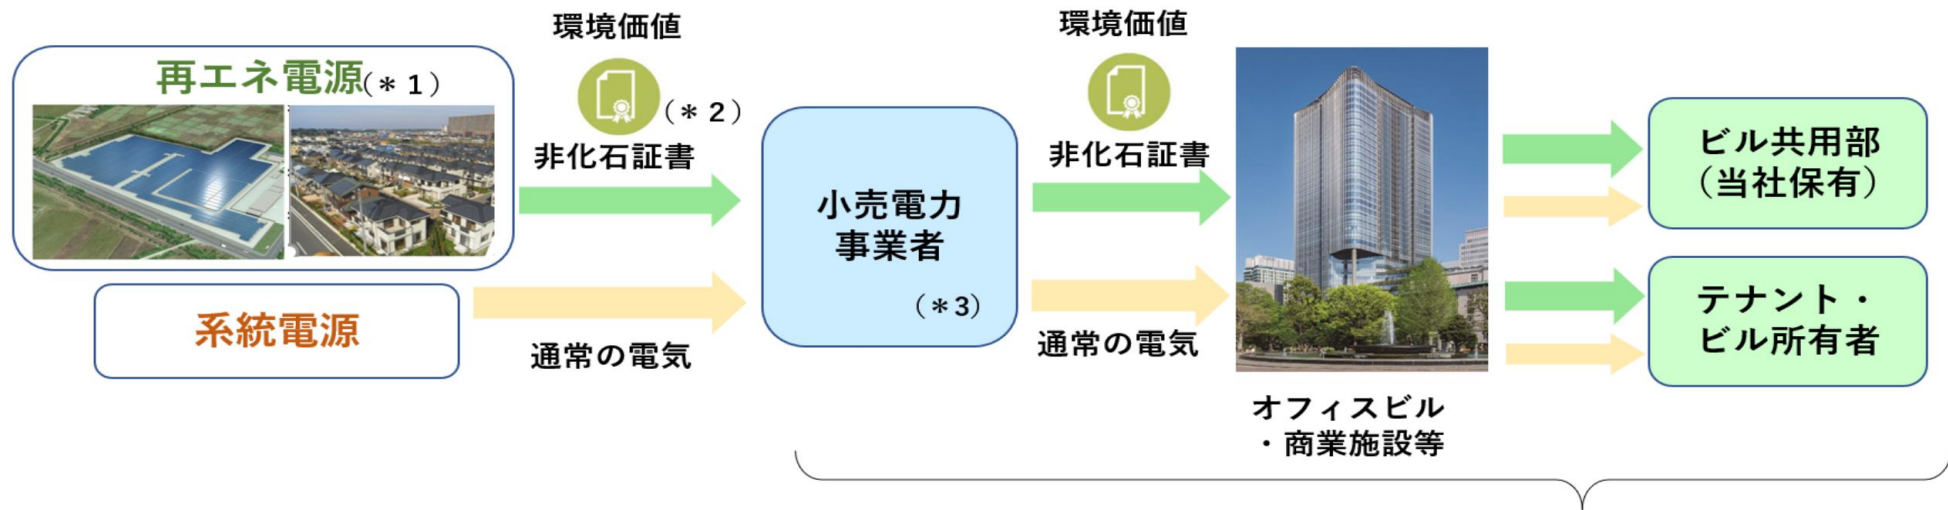 再エネ電源(*1)
環境価値
(*2)
非化石証書
系統電源
通常の電気
小売電力
事業者
(*3)
環境価値
非化石証書
通常の電気
オフィスビル
・商業施設等
ビル共用部
(当社保有)
テナント・
ビル所有者